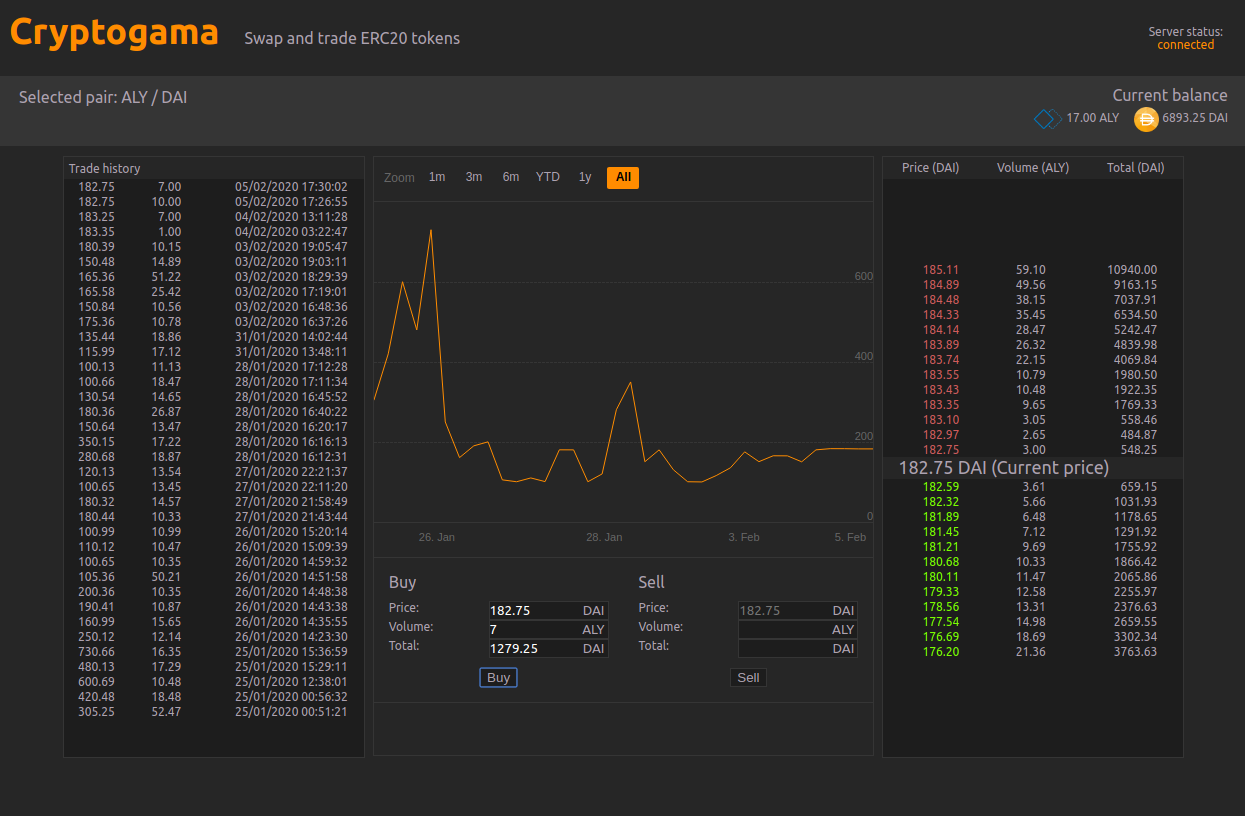 Cryptogama
Swap and trade ERC20 tokens
Server status:
connected
Selected pair: ALY / DAI
Current balance
17.00 ALY 6893.25 DAI
Trade history
182.75 7.00 05/02/2020 17:30:02
182.75 10.00 05/02/2020 17:26:55
183.25 7.00 04/02/2020 13:11:28
183.35 1.00 04/02/2020 03:22:47
180.39 10.15 03/02/2020 19:05:47
150.48 14.89 03/02/2020 19:03:11
165.36 51.22 03/02/2020 18:29:39
165.58 25.42 03/02/2020 17:19:01
150.84 10.56 03/02/2020 16:48:36
175.36 10.78 03/02/2020 16:37:26
135.44 18.86 31/01/2020 14:02:44
115.99 17.12 31/01/2020 13:48:11
100.13 11.13 28/01/2020 17:12:28
100.66 18.47 28/01/2020 17:11:34
130.54 14.65 28/01/2020 16:45:52
180.36 26.87 28/01/2020 16:40:22
150.64 13.47 28/01/2020 16:20:17
350.15 17.22 28/01/2020 16:16:13
280.68 18.87 28/01/2020 16:12:31
120.13 13.54 27/01/2020 22:21:37
100.65 13.45 27/01/2020 22:11:20
180.32 14.57 27/01/2020 21:58:49
180.44 10.33 27/01/2020 21:43:44
100.99 10.99 26/01/2020 15:20:14
110.12 10.47 26/01/2020 15:09:39
100.65 10.35 26/01/2020 14:59:32
105.36 50.21 26/01/2020 14:51:58
200.36 10.35 26/01/2020 14:48:38
190.41 10.87 26/01/2020 14:43:38
160.99 15.65 26/01/2020 14:35:55
250.12 12.14 26/01/2020 14:23:30
730.66 16.35 25/01/2020 15:36:59
480.13 17.29 25/01/2020 15:29:11
600.69 10.48 25/01/2020 12:38:01
420.48 18.48 25/01/2020 00:56:32
305.25 52.47 25/01/2020 00:51:21
Zoom 1m 3m 6m YTD 1y All
600
400
200
0
26. Jan 28. Jan 3. Feb 5. Feb
Buy
Price: 182.75 DAI
Volume: 7 ALY
Total: 1279.25 DAI
Buy
Sell
Price: 182.75 DAI
Volume: ALY
Total: DAI
Sell
Price (DAI) Volume (ALY) Total (DAI)
185.11 59.10 10940.00
184.89 49.56 9163.15
184.48 38.15 7037.91
184.33 35.45 6534.50
184.14 28.47 5242.47
183.89 26.32 4839.98
183.74 22.15 4069.84
183.55 10.79 1980.50
183.43 10.48 1922.35
183.35 9.65 1769.33
183.10 3.05 558.46
182.97 2.65 484.87
182.75 3.00 548.25
182.75 DAI (Current price)
182.59 3.61 659.15
182.32 5.66 1031.93
181.89 6.48 1178.65
181.45 7.12 1291.92
181.21 9.69 1755.92
180.68 10.33 1866.42
180.11 11.47 2065.86
179.33 12.58 2255.97
178.56 13.31 2376.63
177.54 14.98 2659.55
176.69 18.69 3302.34
176.20 21.36 3763.63